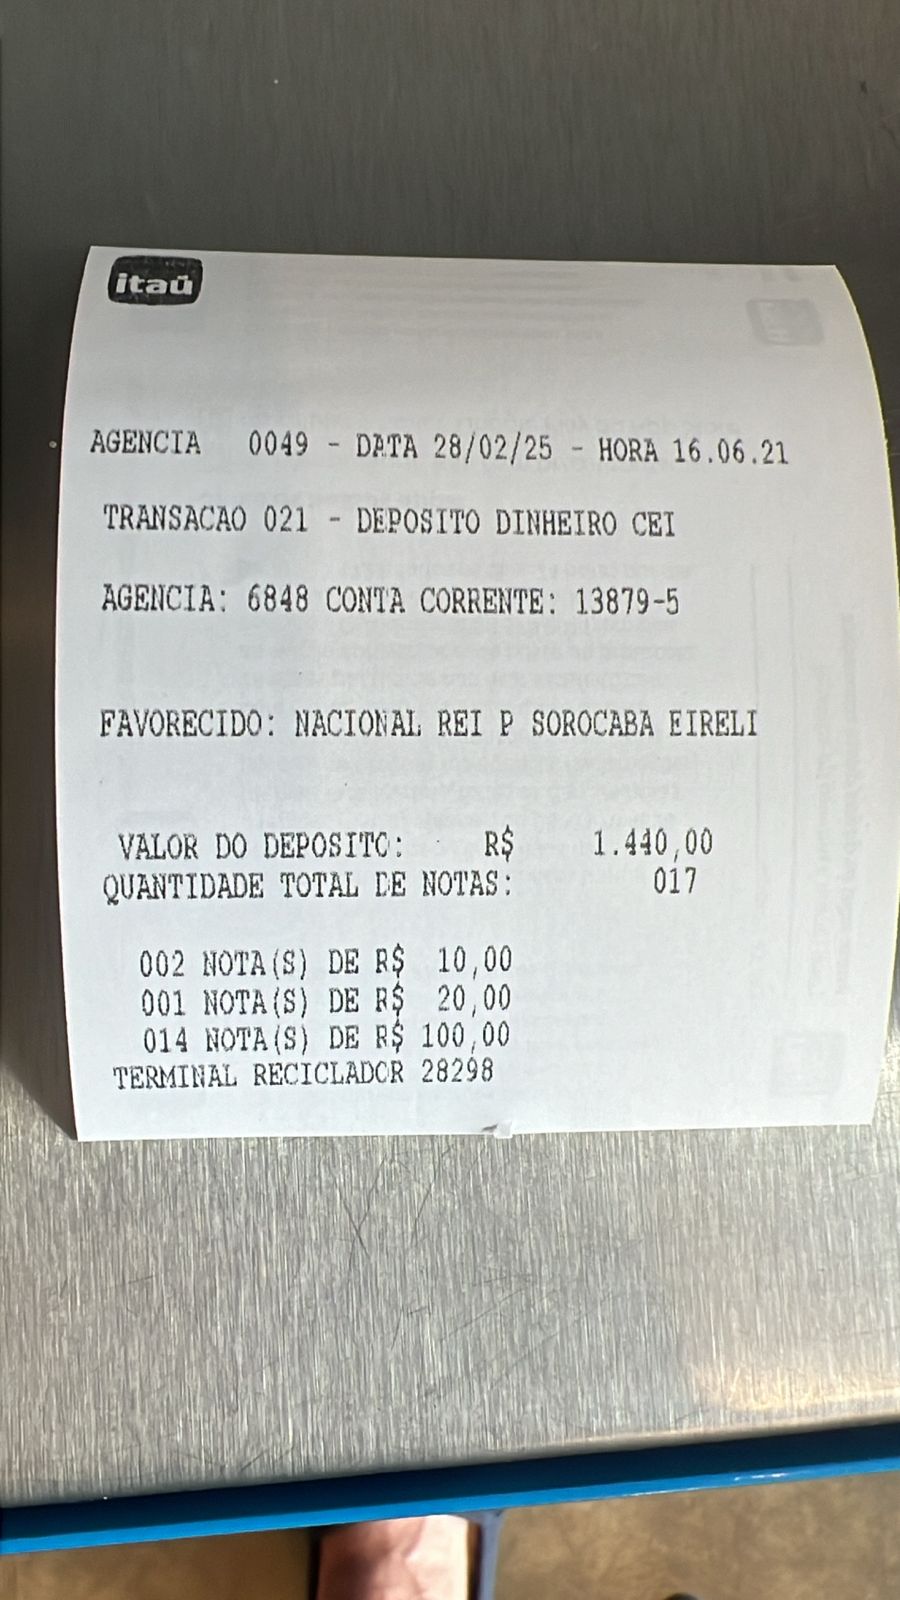 itaú
AGENCIA 0049 - DATA 28/02/25 - HORA 16.06.21
TRANSACAO 021 - DEPOSITO DINHEIRO CEI
AGENCIA: 6848 CONTA CORRENTE: 13879-5
FAVORECIDO: NACIONAL REI P SOROCABA EIRELI
VALOR DO DEPOSITO: R$ 1.440,00
QUANTIDADE TOTAL DE NOTAS: 017
002 NOTA(S) DE R$ 10,00
001 NOTA(S) DE R$ 20,00
014 NOTA(S) DE R$ 100,00
TERMINAL RECICLADOR 28298